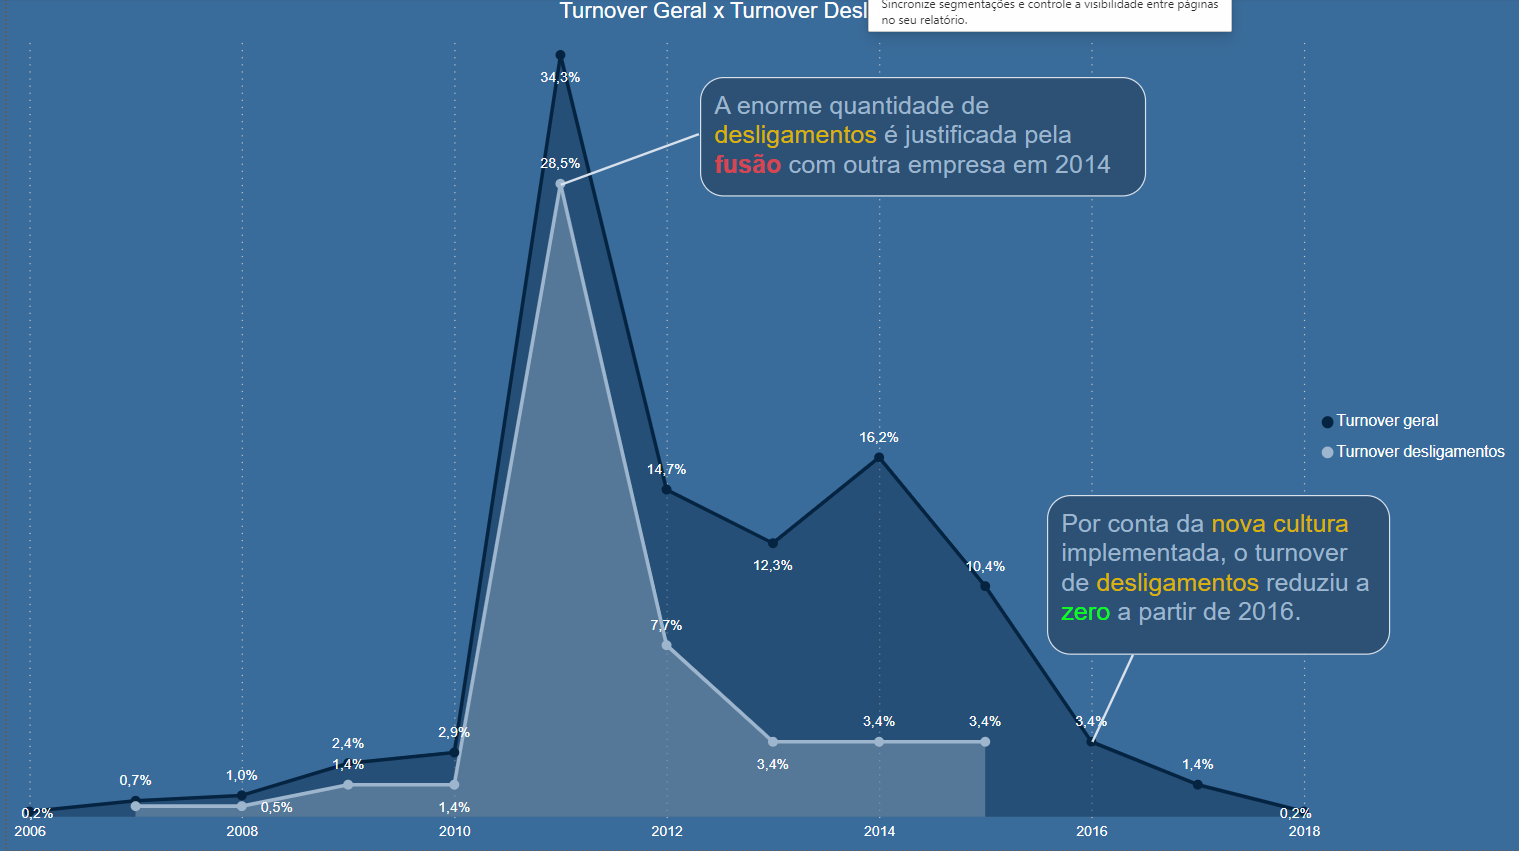 Turnover Geral x Turnover Desl
Sincronize segmentações e controle a visibilidade entre páginas
no seu relatório.
34,3%
A enorme quantidade de
desligamentos é justificada pela
fusão com outra empresa em 2014
28,5%
Turnover geral
Turnover desligamentos
16,2%
14,7%
12,3%
10,4%
Por conta da nova cultura
implementada, o turnover
de desligamentos reduziu a
zero a partir de 2016.
7,7%
3,4%
3,4%
3,4%
3,4%
2,9%
2,4%
1,4%
1,4%
1,0%
0,7%
0,5%
1,4%
0,2%
0,2%
2006
2008
2010
2012
2014
2016
2018